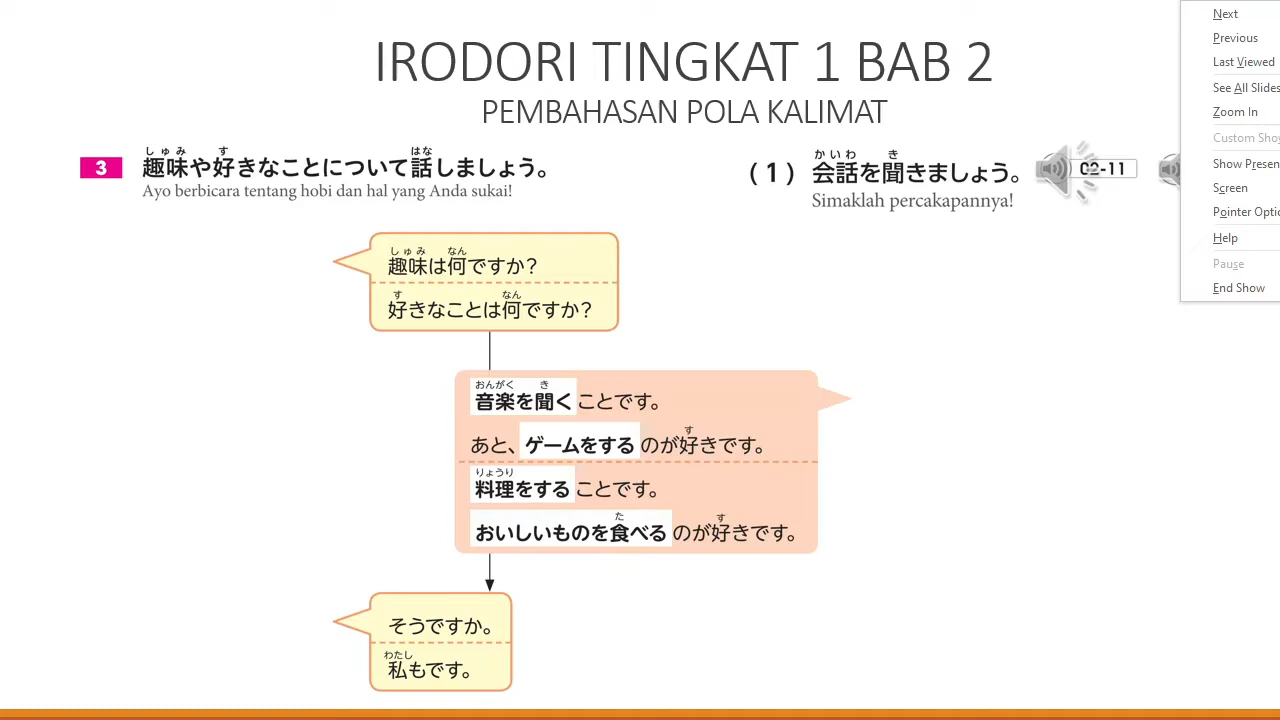 IRODORI TINGKAT 1 BAB 2
PEMBAHASAN POLA KALIMAT
3 趣味や好きなことについて話しましょう。
しゅみ す はな
Ayo berbicara tentang hobi dan hal yang Anda sukai!
(1) 会話を聞きましょう。
かいわ き
02-11
Simaklah percakapannya!
しゅみ なん
趣味は何ですか?
す なん
好きなことは何ですか?
おんがく き
音楽を聞くことです。
す
あと、ゲームをするのが好きです。
りょうり
料理をすることです。
た す
おいしいものを食べるのが好きです。
そうですか。
わたし
私もです。
Next
Previous
Last Viewed
See All Slides
Zoom In
Custom Sho
Show Presen
Screen
Pointer Optio
Help
Pause
End Show